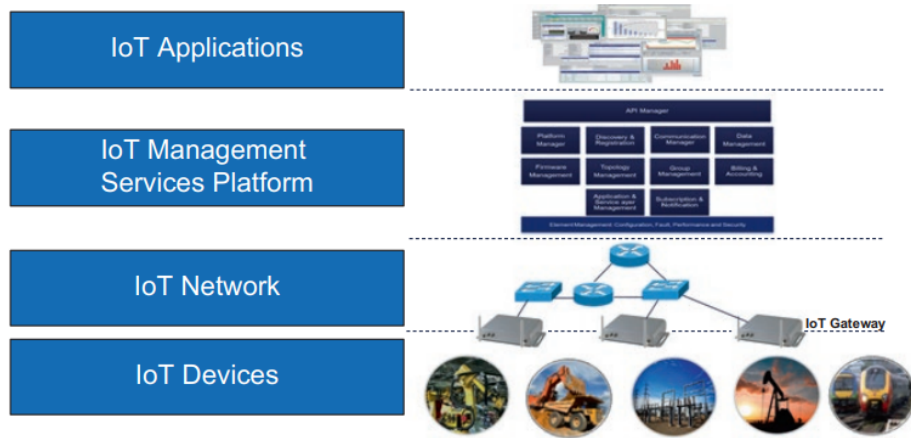 IoT Applications
IoT Management
Services Platform
API Manager
Platform
Manager
Discovery &
Registration
Communication
Manager
Data
Management
Firmware
Management
Topology
Management
Group
Management
Billing &
Accounting
Application &
Service ayer
Management
Subscription &
Notification
Element Management: Configuration, Fault, Performance and Security
IoT Network
IoT Gateway
IoT Devices